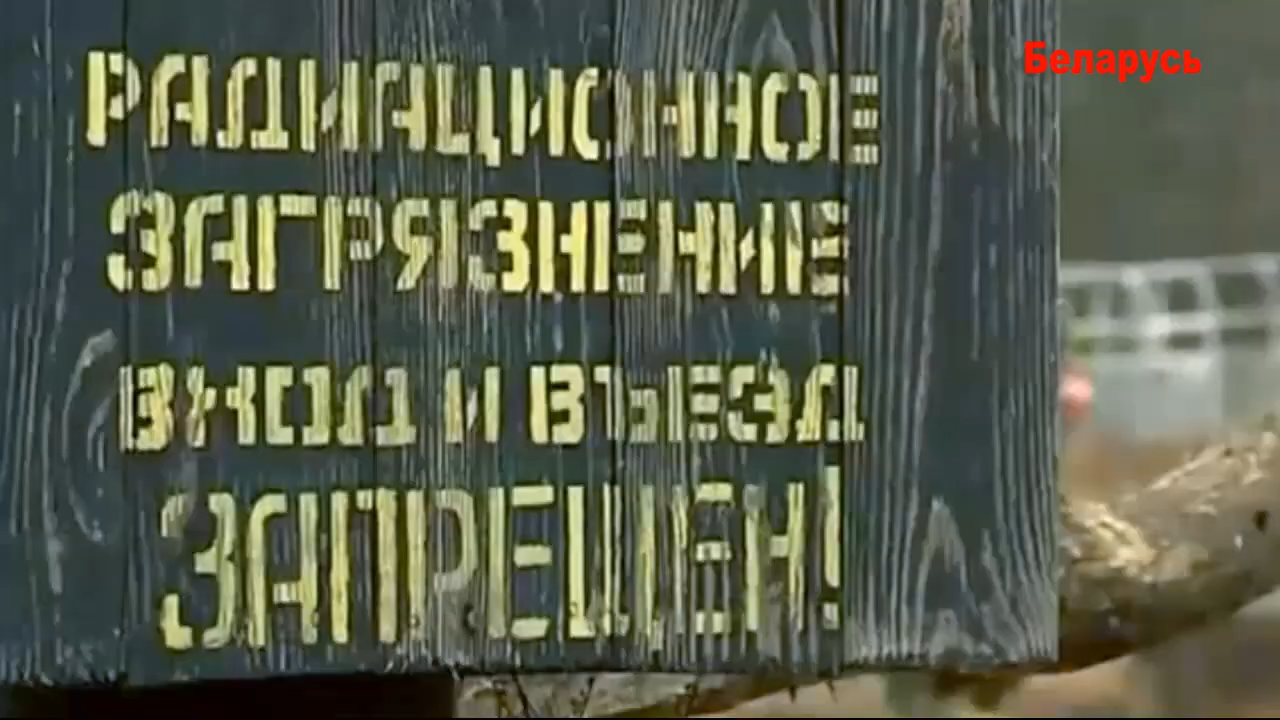 Беларусь
РАДИАЦИОННОЕ
ЗАГРЯЗНЕНИЕ
ВХОД И ВЪЕЗД
ЗАПРЕЩЕН!